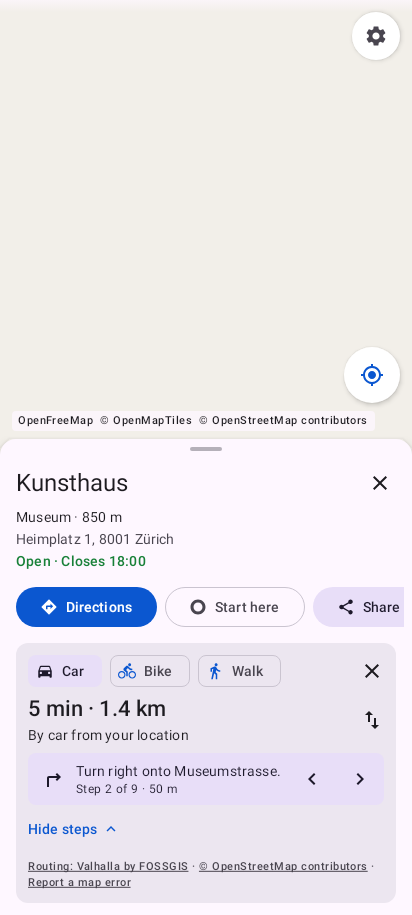 OpenFreeMap © OpenMapTiles © OpenStreetMap contributors
Kunsthaus
Museum · 850 m
Heimplatz 1, 8001 Zürich
Open · Closes 18:00
Directions
Start here
Share
Car
Bike
Walk
5 min · 1.4 km
By car from your location
Turn right onto Museumstrasse.
Step 2 of 9 · 50 m
Hide steps
Routing: Valhalla by FOSSGIS · © OpenStreetMap contributors ·
Report a map error